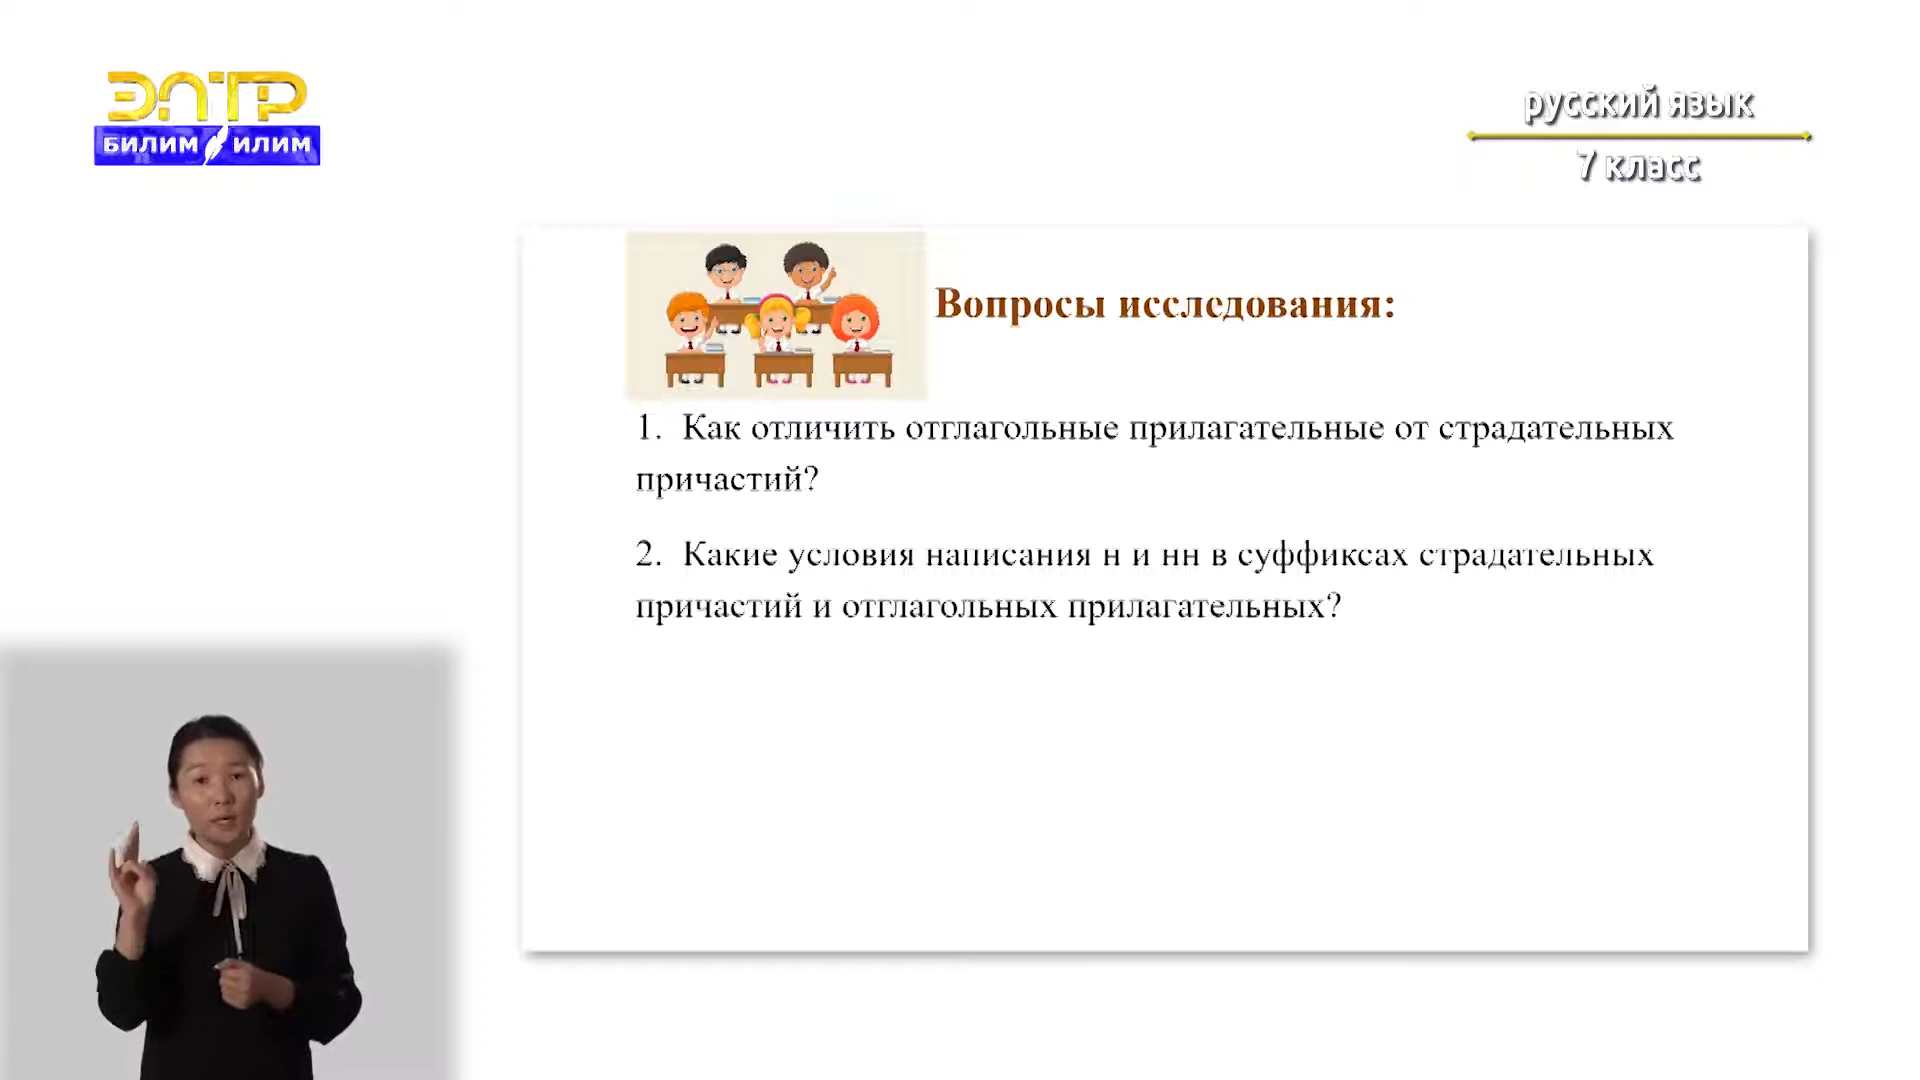 ЭЛТР
БИЛИМ ИЛИМ
русский язык
7 класс
Вопросы исследования:
1. Как отличить отглагольные прилагательные от страдательных
причастий?
2. Какие условия написания н и нн в суффиксах страдательных
причастий и отглагольных прилагательных?